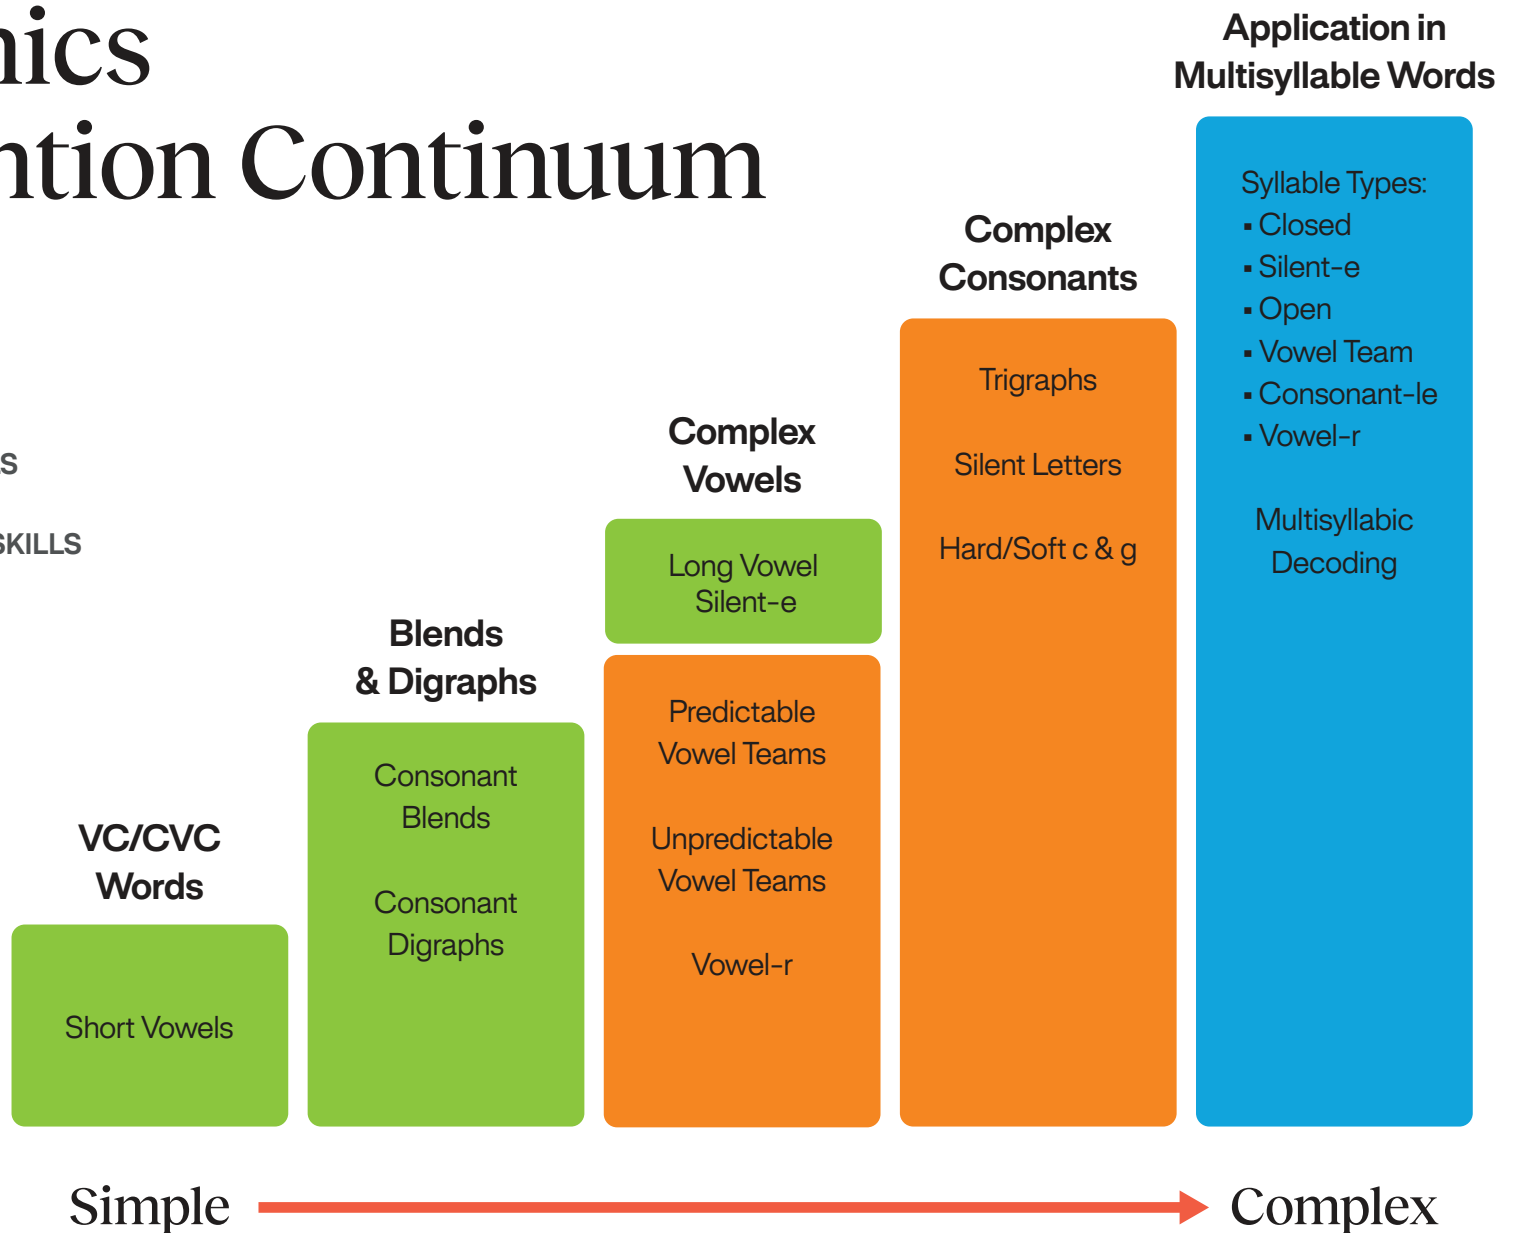 nics
ntion Continuum
S
SKILLS
VC/CVC
Words
Short Vowels
Blends
& Digraphs
Consonant
Blends
Consonant
Digraphs
Complex
Vowels
Long Vowel
Silent-e
Predictable
Vowel Teams
Unpredictable
Vowel Teams
Vowel-r
Complex
Consonants
Trigraphs
Silent Letters
Hard/Soft c & g
Application in
Multisyllable Words
Syllable Types:
▪ Closed
▪ Silent-e
▪ Open
▪ Vowel Team
▪ Consonant-le
▪ Vowel-r
Multisyllabic
Decoding
Simple
Complex